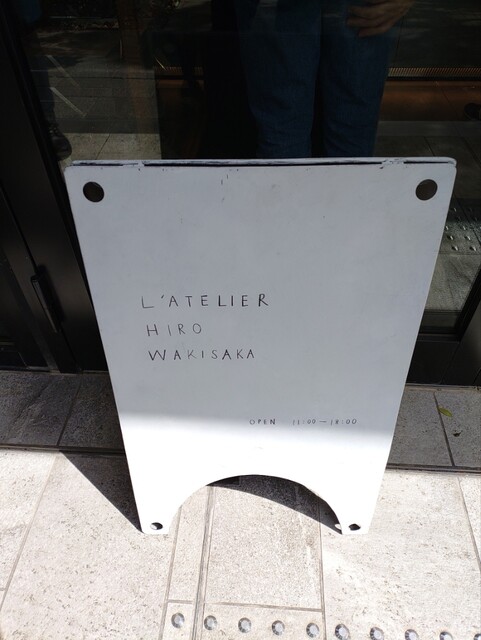 L'ATELIER
HIRO
WAKISAKA
OPEN 11:00—18:00